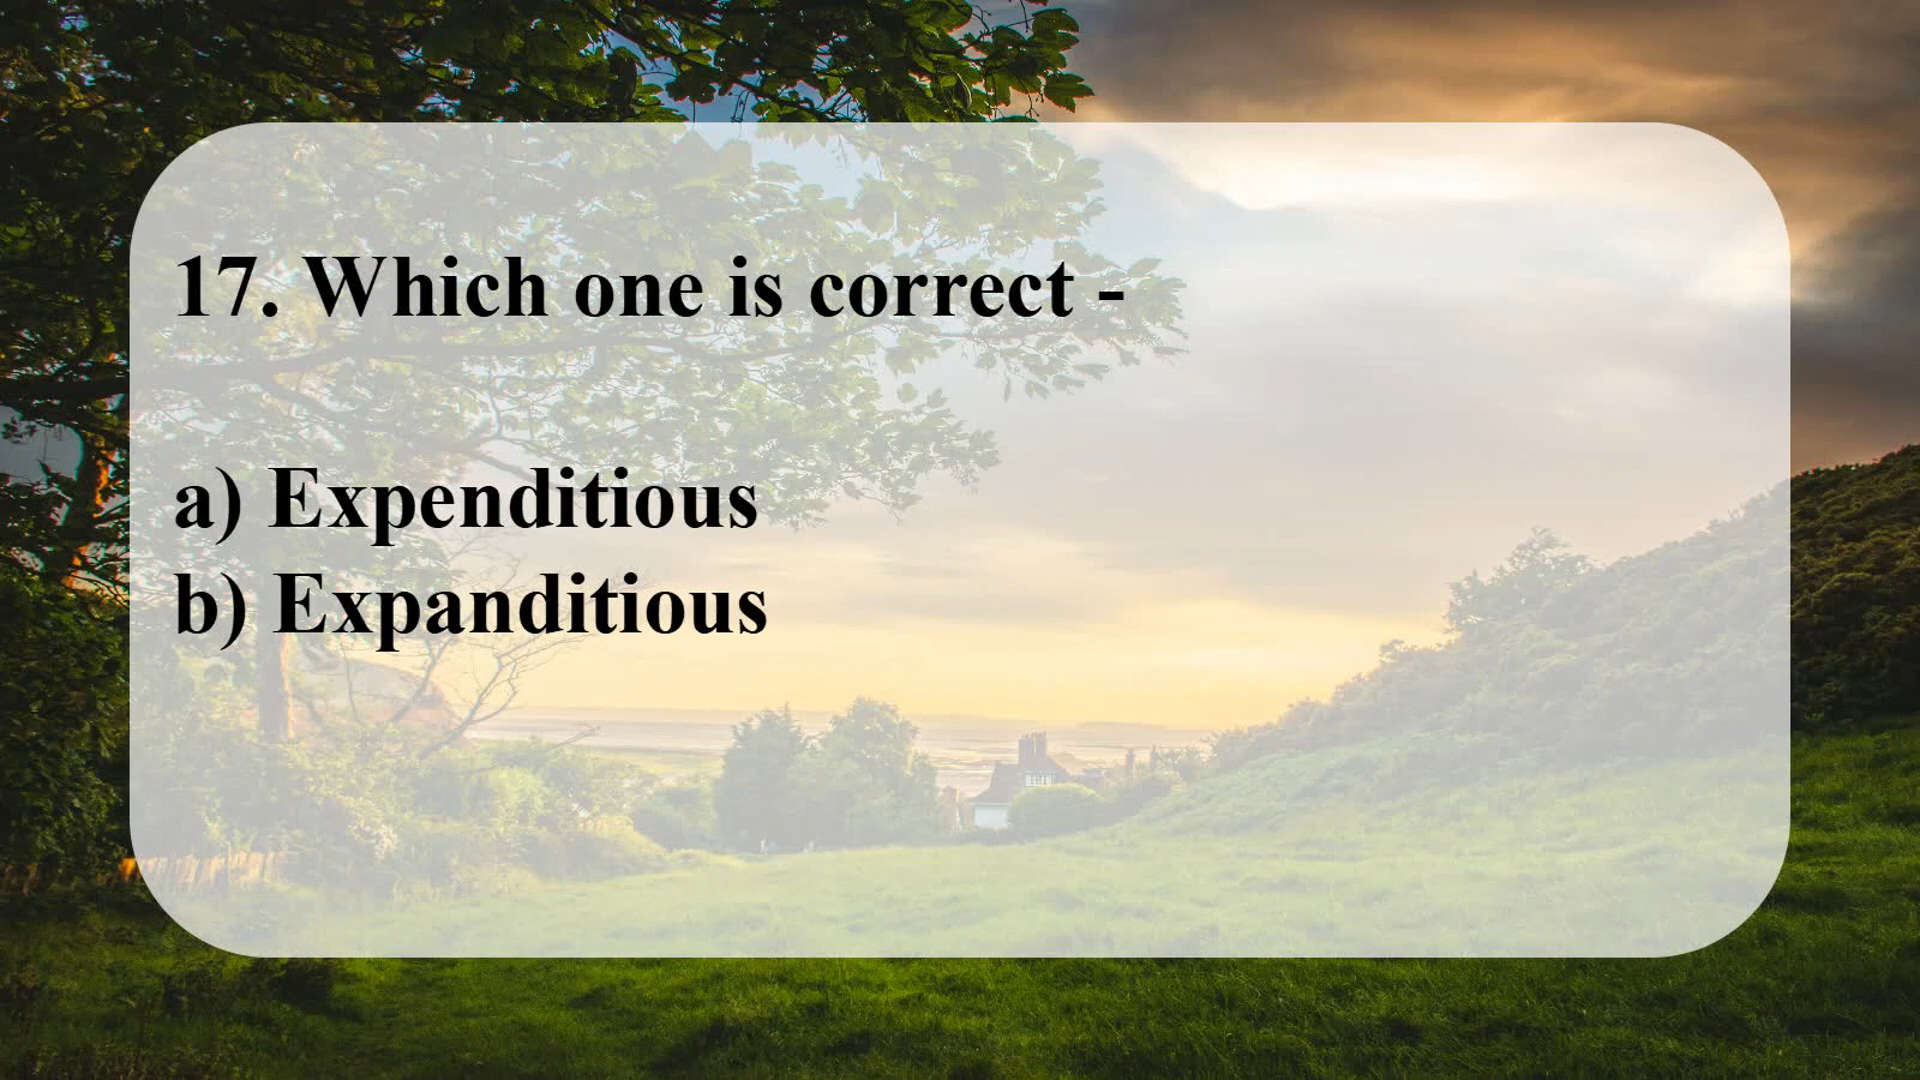 17. Which one is correct -
a) Expenditious
b) Expanditious